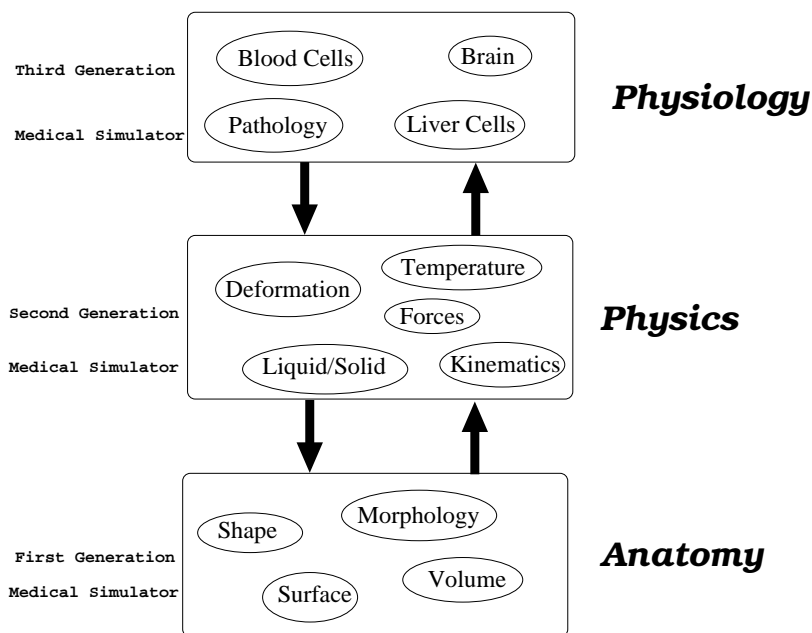 Blood Cells
Brain
Third Generation
Physiology
Pathology
Liver Cells
Medical Simulator
Temperature
Deformation
Second Generation
Forces
Physics
Medical Simulator
Liquid/Solid
Kinematics
Morphology
Shape
First Generation
Anatomy
Medical Simulator
Surface
Volume